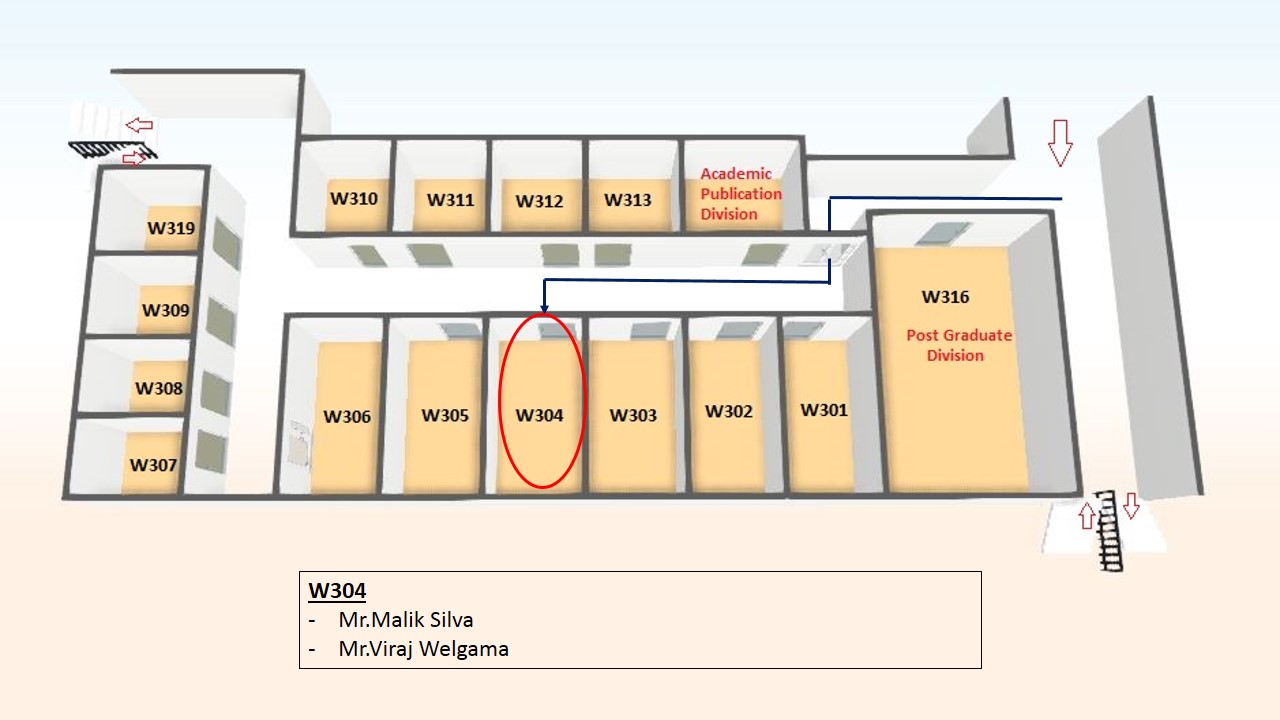 W310
W311
W312
W313
Academic
Publication
Division
W319
W309
W308
W307
W316
Post Graduate
Division
W306
W305
W304
W303
W302
W301
W304
- Mr.Malik Silva
- Mr.Viraj Welgama